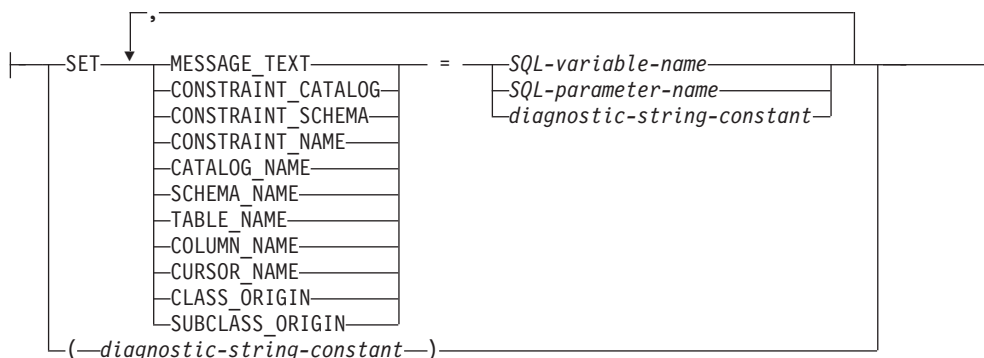 ,
SET MESSAGE_TEXT = SQL-variable-name
CONSTRAINT_CATALOG SQL-parameter-name
CONSTRAINT_SCHEMA diagnostic-string-constant
CONSTRAINT_NAME
CATALOG_NAME
SCHEMA_NAME
TABLE_NAME
COLUMN_NAME
CURSOR_NAME
CLASS_ORIGIN
SUBCLASS_ORIGIN
( diagnostic-string-constant )